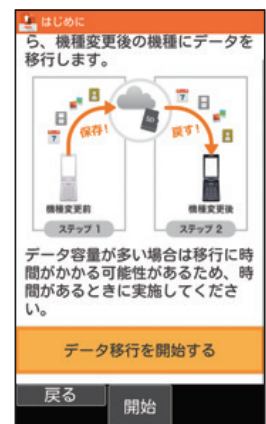 はじめに
ら、機種変更後の機種にデータを
移行します。
保存!
SD
戻す!
機種変更前
機種変更後
ステップ 1
ステップ 2
データ容量が多い場合は移行に時
間がかかる可能性があるため、時
間があるときに実施してくださ
い。
データ移行を開始する
戻る
開始